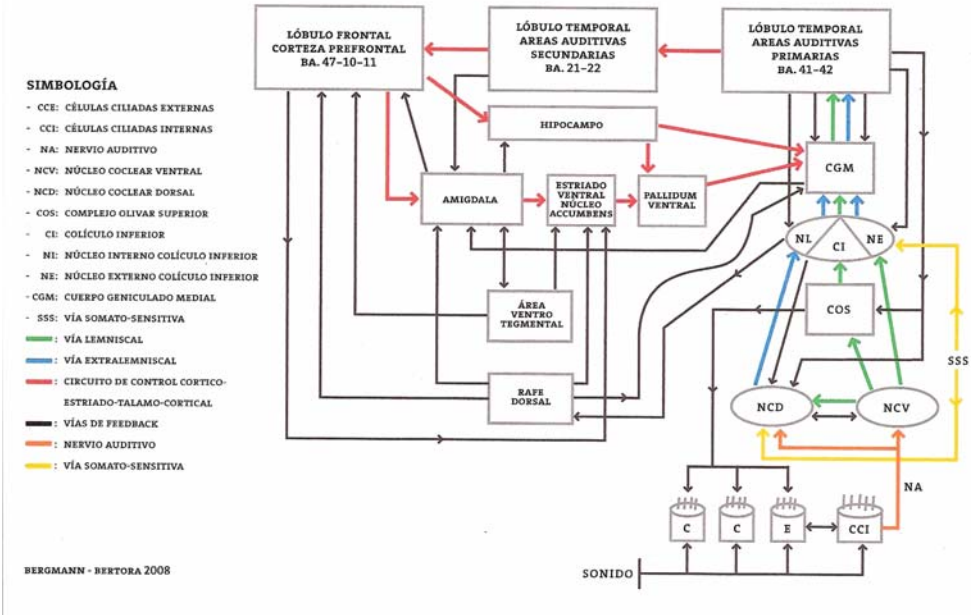 LÓBULO FRONTAL
CORTEZA PREFRONTAL
BA. 47-10-11
LÓBULO TEMPORAL
AREAS AUDITIVAS
SECUNDARIAS
BA. 21-22
LÓBULO TEMPORAL
AREAS AUDITIVAS
PRIMARIAS
BA. 41-42
SIMBOLOGÍA
- CCE: CÉLULAS CILIADAS EXTERNAS
- CCI: CÉLULAS CILIADAS INTERNAS
- NA: NERVIO AUDITIVO
- NCV: NÚCLEO COCLEAR VENTRAL
- NCD: NÚCLEO COCLEAR DORSAL
- COS: COMPLEJO OLIVAR SUPERIOR
- CI: COLÍCULO INFERIOR
- NI: NÚCLEO INTERNO COLÍCULO INFERIOR
- NE: NÚCLEO EXTERNO COLÍCULO INFERIOR
- CGM: CUERPO GENICULADO MEDIAL
- SSS: VÍA SOMATO-SENSITIVA
: VÍA LEMNISCAL
: VÍA EXTRALEMNISCAL
: CIRCUITO DE CONTROL CORTICO-
ESTRIADO-TALAMO-CORTICAL
: VÍAS DE FEEDBACK
: NERVIO AUDITIVO
: VÍA SOMATO-SENSITIVA
HIPOCAMPO
CGM
AMIGDALA
ESTRIADO
VENTRAL
NÚCLEO
ACCUMBENS
PALLIDUM
VENTRAL
NL
CI
NE
ÁREA
VENTRO
TEGMENTAL
COS
SSS
RAFE
DORSAL
NCD
NCV
NA
C
C
E
CCI
SONIDO
BERGMANN - BERTORA 2008